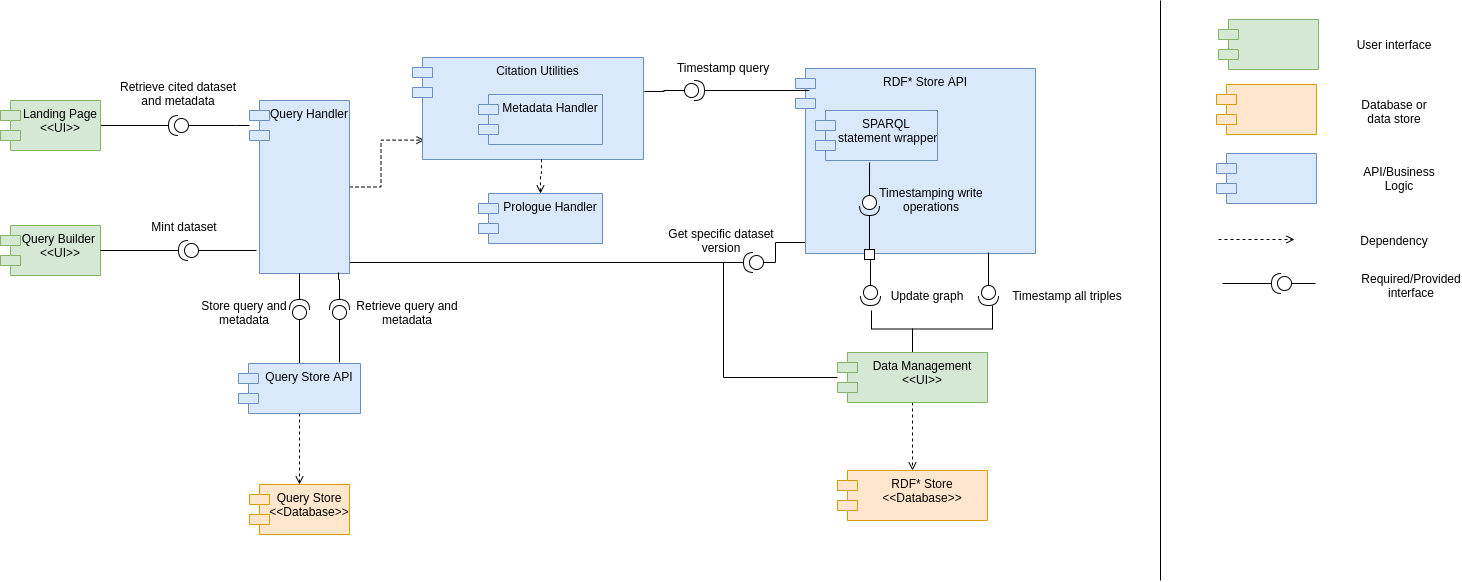 Landing Page
<<UI>>
Retrieve cited dataset
and metadata
Query Handler
Query Builder
<<UI>>
Mint dataset
Citation Utilities
Metadata Handler
Prologue Handler
Timestamp query
RDF* Store API
SPARQL
statement wrapper
Timestamping write
operations
Get specific dataset
version
Store query and
metadata
Retrieve query and
metadata
Update graph
Timestamp all triples
Query Store API
Data Management
<<UI>>
Query Store
<<Database>>
RDF* Store
<<Database>>
User interface
Database or
data store
API/Business
Logic
Dependency
Required/Provided
interface